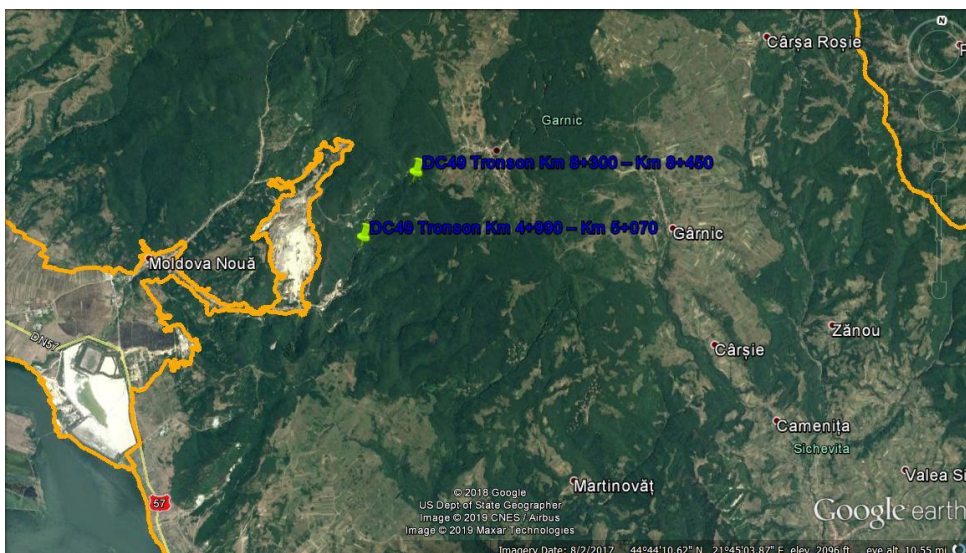 N
Cârșa Roșie
Garnic
DC49 Tronson Km 8+300 – Km 8+450
DC49 Tronson Km 4+990 – Km 5+070
Gârnic
Moldova Nouă
Zănou
DN57
Cârșie
Camenița
Sichevita
Valea Si
Martinovăț
57
© 2018 Google
US Dept of State Geographer
Image © 2019 CNES / Airbus
Image © 2019 Maxar Technologies
Google earth
Imagery Date: 8/2/2017 44°44'10.62" N 21°45'03.87" E elev 2096 ft eye alt 10.55 mi